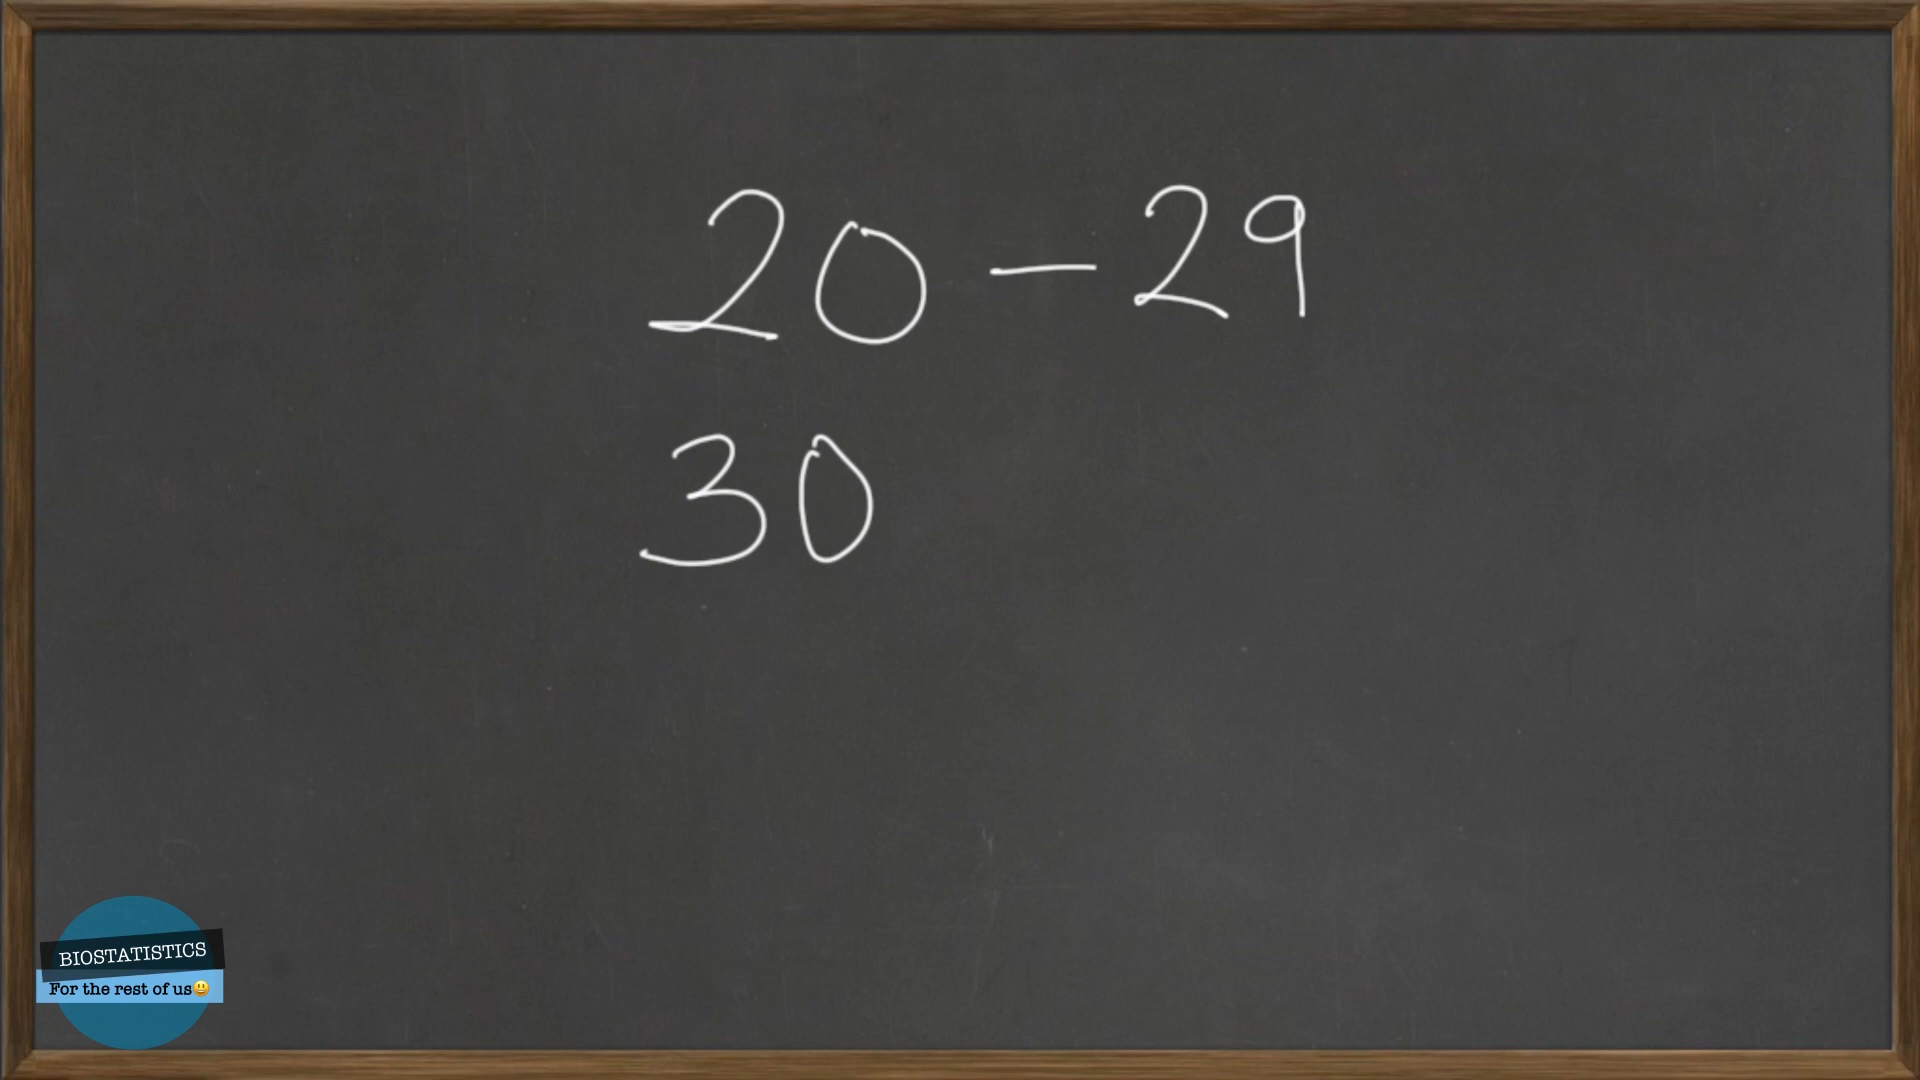 20 – 29
30
BIOSTATISTICS
For the rest of us😃